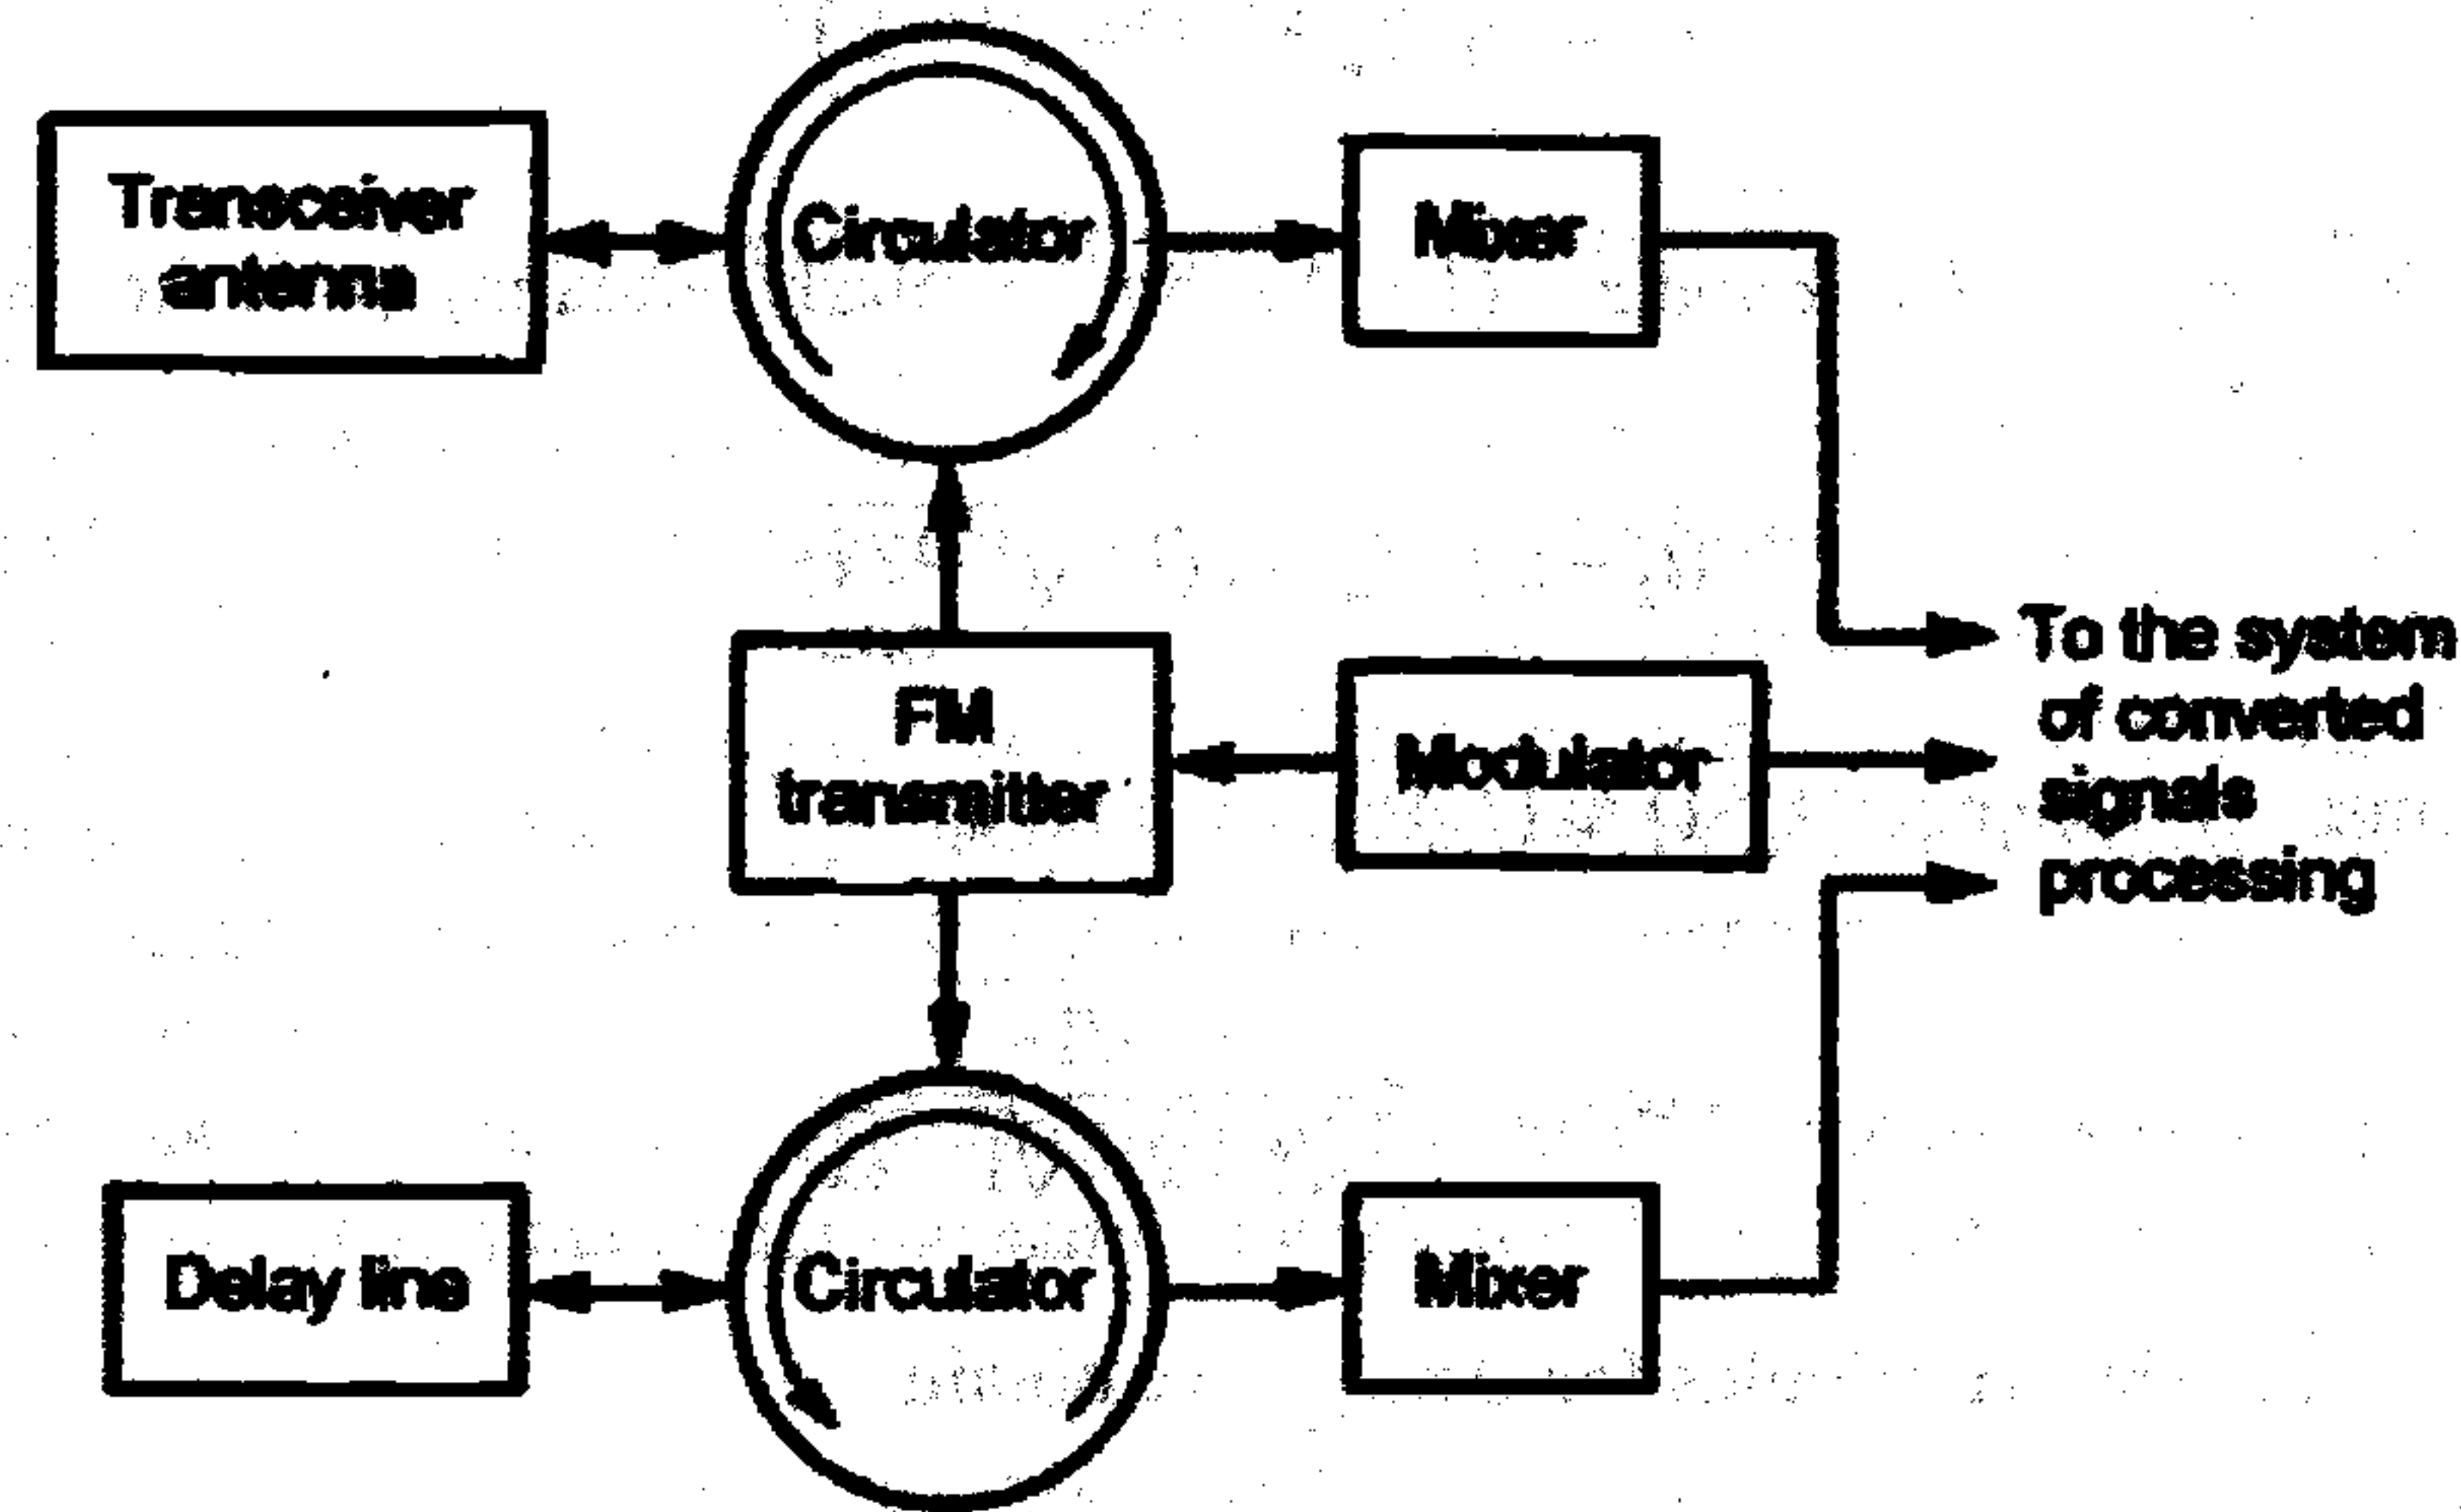 Transceiver
antenna
Circulator
Mixer
FM
transmitter
Modulator
To the system
of converted
signals
processing
Delay line
Circulator
Mixer